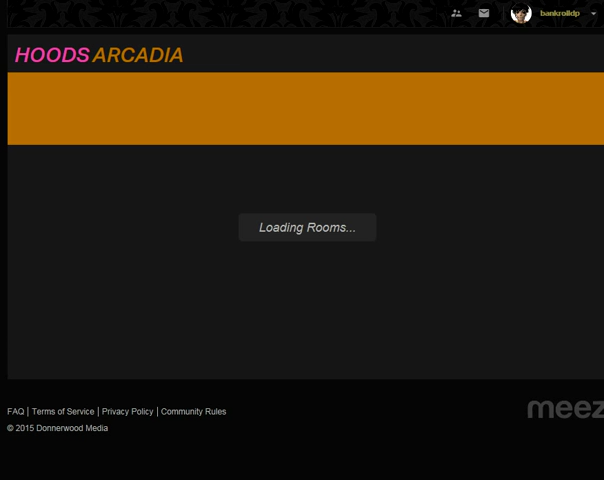 bankrolldp
HOODS ARCADIA
Loading Rooms...
FAQ | Terms of Service | Privacy Policy | Community Rules
meez
© 2015 Donnerwood Media